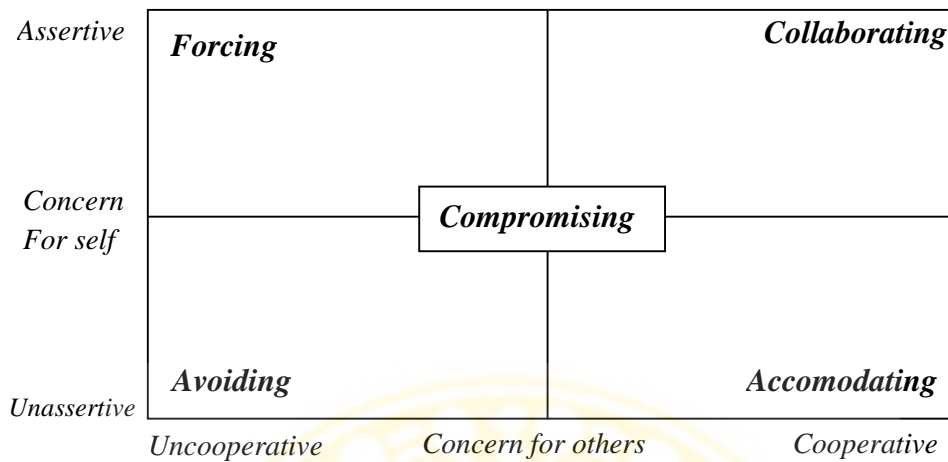 Assertive
Forcing
Collaborating
Concern
For self
Compromising
Avoiding
Accomodating
Unassertive
Uncooperative
Concern for others
Cooperative